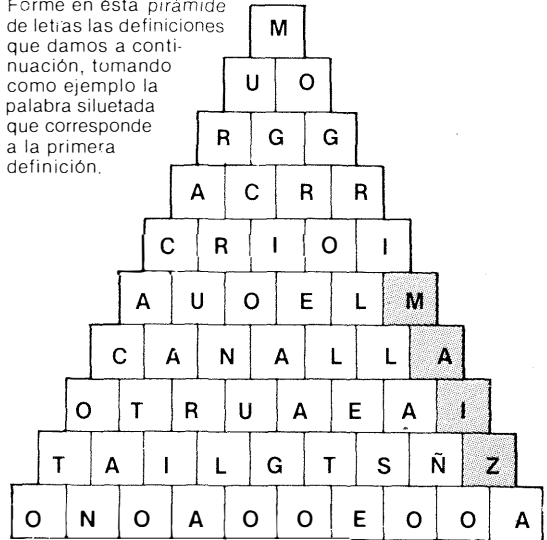 Forme en esta pirámide
de letras las definiciones
que damos a conti-
nuación, tomando
como ejemplo la
palabra siluetada
que corresponde
a la primera
definición.
M
U O
R G G
A C R R
C R I O I
A U O E L M
C A N A L L A
O T R U A E A I
T A I L G T S Ñ Z
O N O A O O E O O A